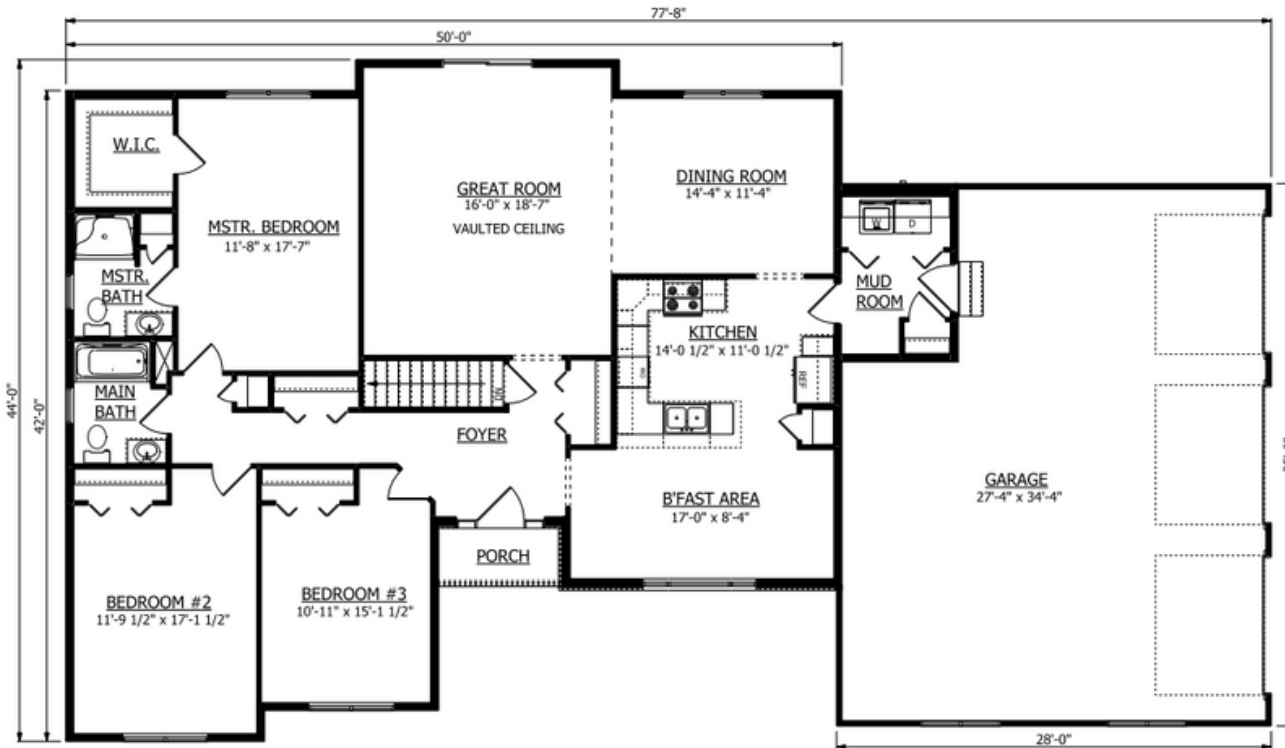 77'-8"
50'-0"
44'-0"
42'-0"
W.I.C.
MSTR. BEDROOM
11'-8" x 17'-7"
GREAT ROOM
16'-0" x 18'-7"
VAULTED CEILING
DINING ROOM
14'-4" x 11'-4"
W
D
MUD
ROOM
MSTR.
BATH
KITCHEN
14'-0 1/2" x 11'-0 1/2"
REF
DN
MAIN
BATH
FOYER
B'FAST AREA
17'-0" x 8'-4"
GARAGE
27'-4" x 34'-4"
PORCH
BEDROOM #2
11'-9 1/2" x 17'-1 1/2"
BEDROOM #3
10'-11" x 15'-1 1/2"
28'-0"